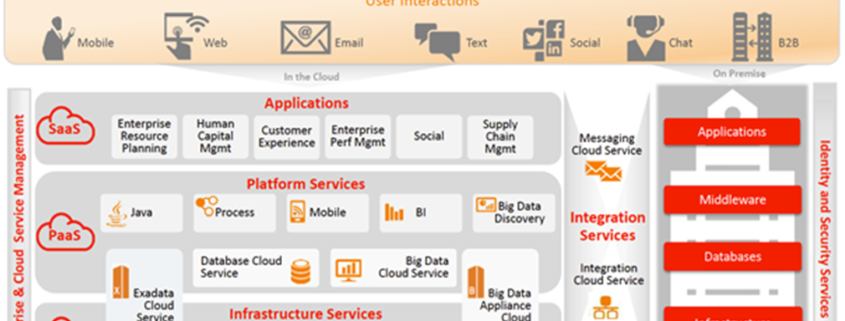 User Interactions
Mobile
Web
Email
Text
Social
Chat
B2B
In the Cloud
On Premise
Applications
SaaS
Enterprise
Resource
Planning
Human
Capital
Mgmt
Customer
Experience
Enterprise
Perf Mgmt
Social
Supply
Chain
Mgmt
Platform Services
PaaS
Java
Process
Mobile
BI
Big Data
Discovery
Database Cloud
Service
Big Data
Cloud Service
X
Exadata
Cloud
Service
B
Big Data
Appliance
Cloud
Infrastructure Services
rise & Cloud Service Management
Messaging
Cloud Service
Integration
Services
Integration
Cloud Service
Applications
Middleware
Databases
Identity and Security Services